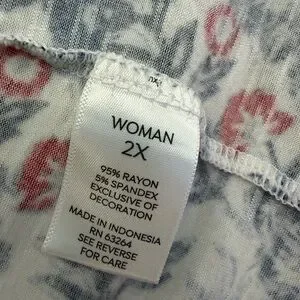 WOMAN
2X
95% RAYON
5% SPANDEX
EXCLUSIVE OF
DECORATION
MADE IN INDONESIA
RN 63264
SEE REVERSE
FOR CARE